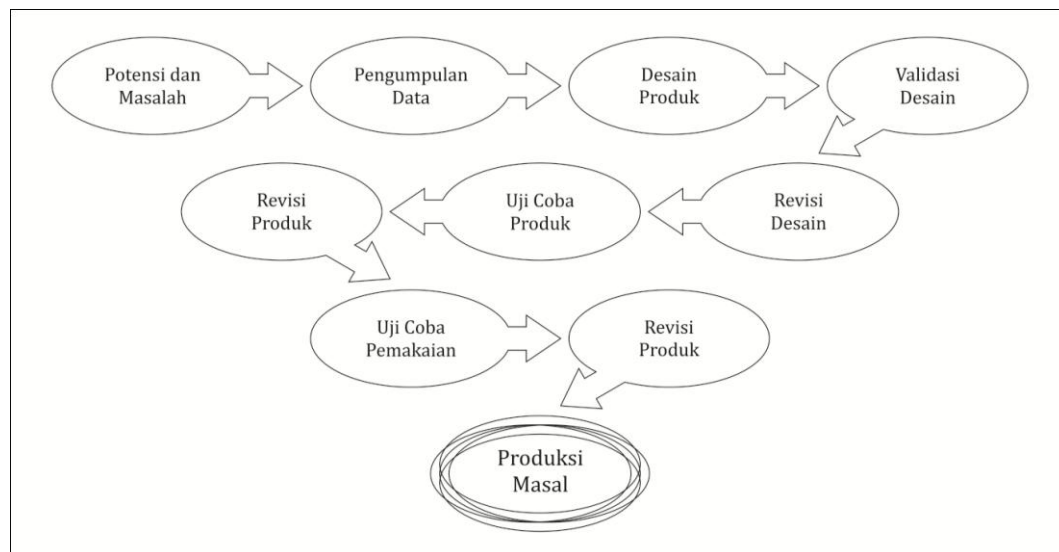 Potensi dan
Masalah
Pengumpulan
Data
Desain
Produk
Validasi
Desain
Revisi
Desain
Uji Coba
Produk
Revisi
Produk
Uji Coba
Pemakaian
Revisi
Produk
Produksi
Masal